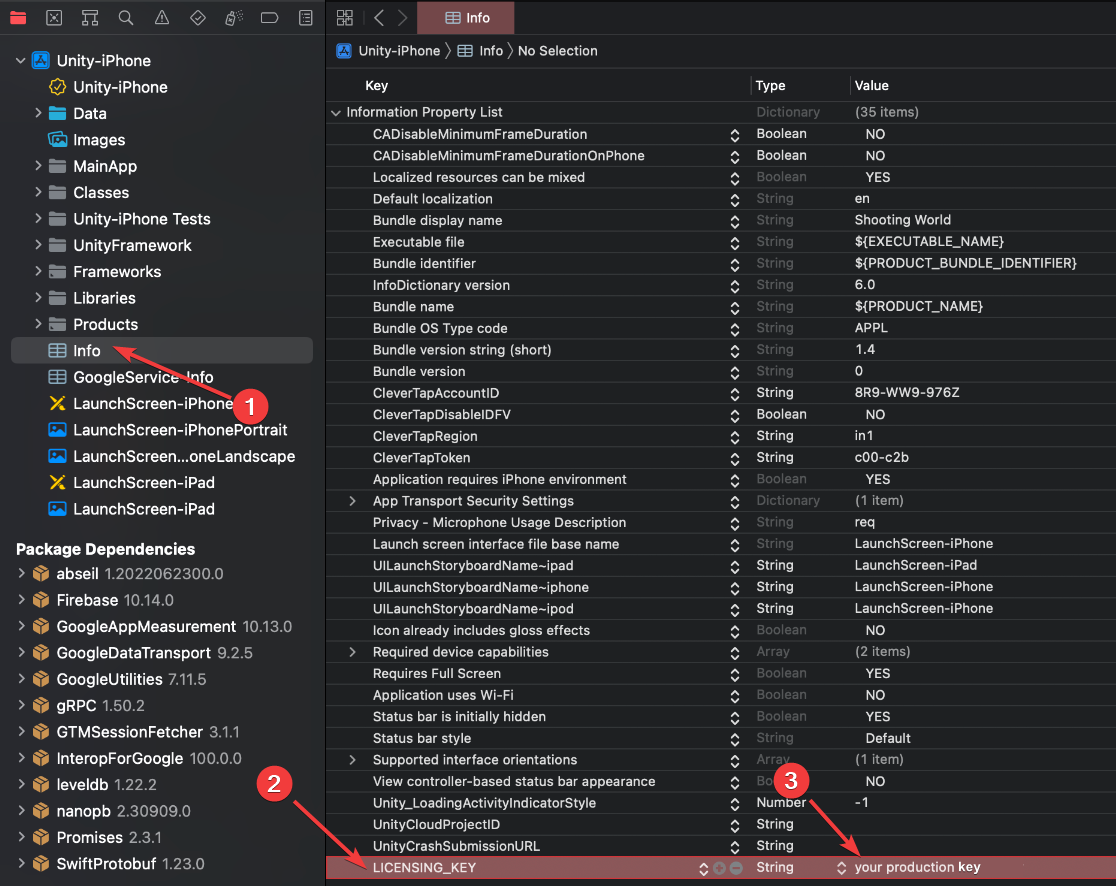 Info
Unity-iPhone
Info
No Selection
Unity-iPhone
Unity-iPhone
Data
Images
MainApp
Classes
Unity-iPhone Tests
UnityFramework
Frameworks
Libraries
Products
Info
GoogleService-Info
LaunchScreen-iPhone
LaunchScreen-iPhonePortrait
LaunchScreen...oneLandscape
LaunchScreen-iPad
LaunchScreen-iPad
1
Package Dependencies
abseil 1.2022062300.0
Firebase 10.14.0
GoogleAppMeasurement 10.13.0
GoogleDataTransport 9.2.5
GoogleUtilities 7.11.5
gRPC 1.50.2
GTMSessionFetcher 3.1.1
InteropForGoogle 100.0.0
leveldb 1.22.2
nanopb 2.30909.0
Promises 2.3.1
SwiftProtobuf 1.23.0
2
Key Type Value
Information Property List Dictionary (35 items)
CADisableMinimumFrameDuration Boolean NO
CADisableMinimumFrameDurationOnPhone Boolean NO
Localized resources can be mixed Boolean YES
Default localization String en
Bundle display name String Shooting World
Executable file String ${EXECUTABLE_NAME}
Bundle identifier String ${PRODUCT_BUNDLE_IDENTIFIER}
InfoDictionary version String 6.0
Bundle name String ${PRODUCT_NAME}
Bundle OS Type code String APPL
Bundle version string (short) String 1.4
Bundle version String 0
CleverTapAccountID String 8R9-WW9-976Z
CleverTapDisableIDFV Boolean NO
CleverTapRegion String in1
CleverTapToken String c00-c2b
Application requires iPhone environment Boolean YES
App Transport Security Settings Dictionary (1 item)
Privacy - Microphone Usage Description String req
Launch screen interface file base name String LaunchScreen-iPhone
UILaunchStoryboardName~ipad String LaunchScreen-iPad
UILaunchStoryboardName~iphone String LaunchScreen-iPhone
UILaunchStoryboardName~ipod String LaunchScreen-iPhone
Icon already includes gloss effects Boolean NO
Required device capabilities Array (2 items)
Requires Full Screen Boolean YES
Application uses Wi-Fi Boolean NO
Status bar is initially hidden Boolean YES
Status bar style String Default
Supported interface orientations Array (1 item)
View controller-based status bar appearance NO
3
Unity_LoadingActivityIndicatorStyle Number -1
UnityCloudProjectID String
UnityCrashSubmissionURL String
LICENSING_KEY String your production key